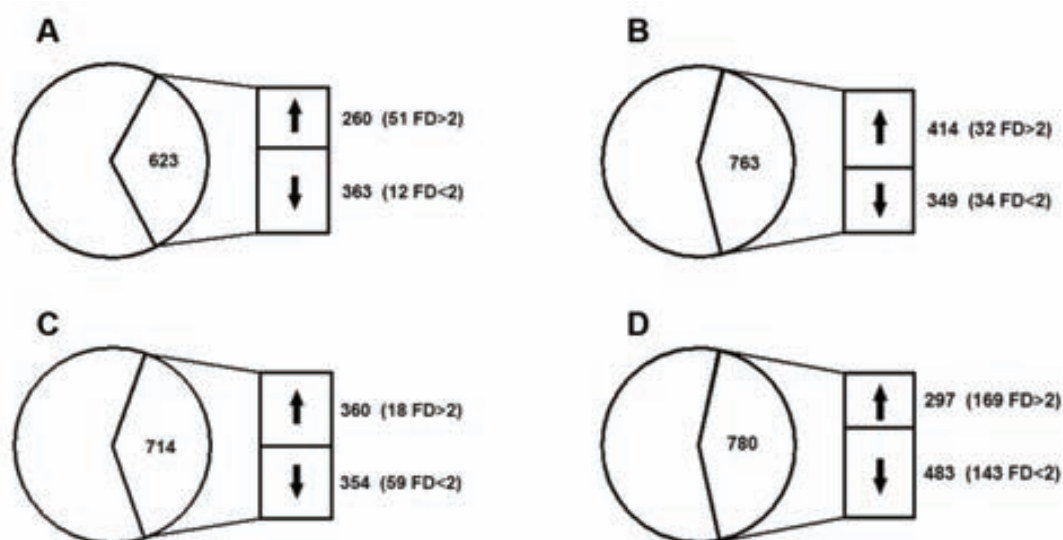 A
623
260 (51 FD>2)
363 (12 FD<2)
B
763
414 (32 FD>2)
349 (34 FD<2)
C
714
360 (18 FD>2)
354 (59 FD<2)
D
780
297 (169 FD>2)
483 (143 FD<2)